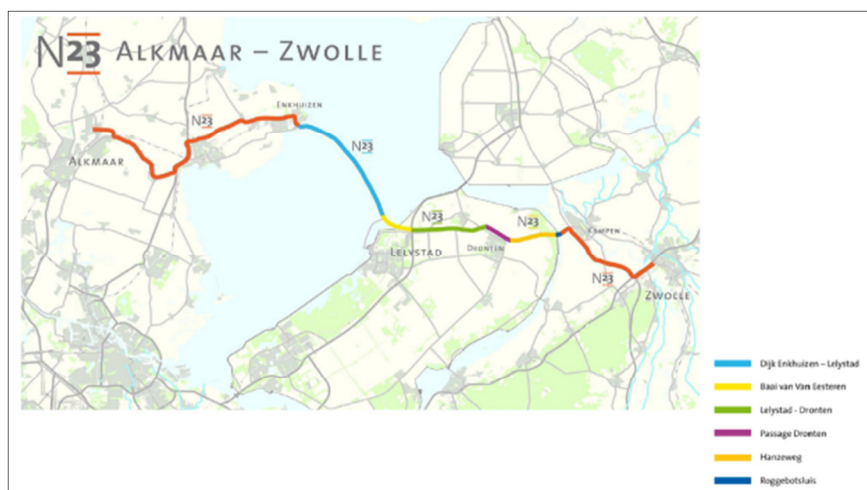 N23 ALKMAAR – ZWOLLE
ENKHUIZEN
N23
ALKMAAR
N23
N23
N23
KAMPEN
LELYSTAD
DRONTEN
N23
ZWOLLE
Dijk Enkhuizen – Lelystad
Baai van Van Eesteren
Lelystad - Dronten
Passage Dronten
Hanzeweg
Roggebotsluis